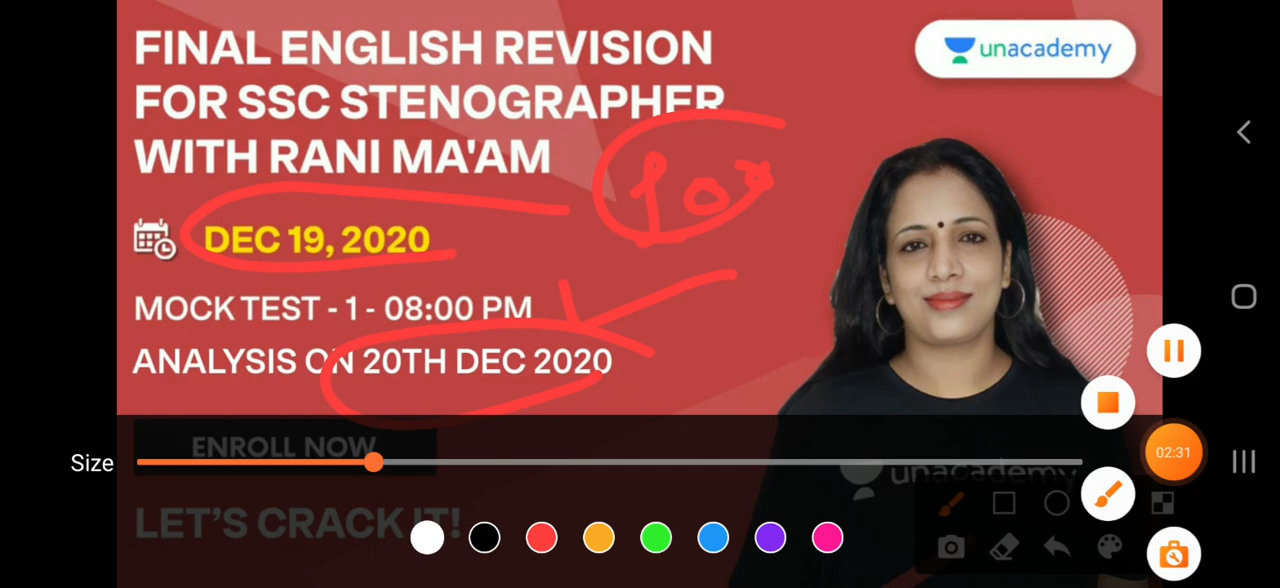 FINAL ENGLISH REVISION
FOR SSC STENOGRAPHER
WITH RANI MA'AM
unacademy
DEC 19, 2020
MOCK TEST - 1 - 08:00 PM
ANALYSIS ON 20TH DEC 2020
ENROLL NOW
Size
02:31
unacademy
LET'S CRACK IT!